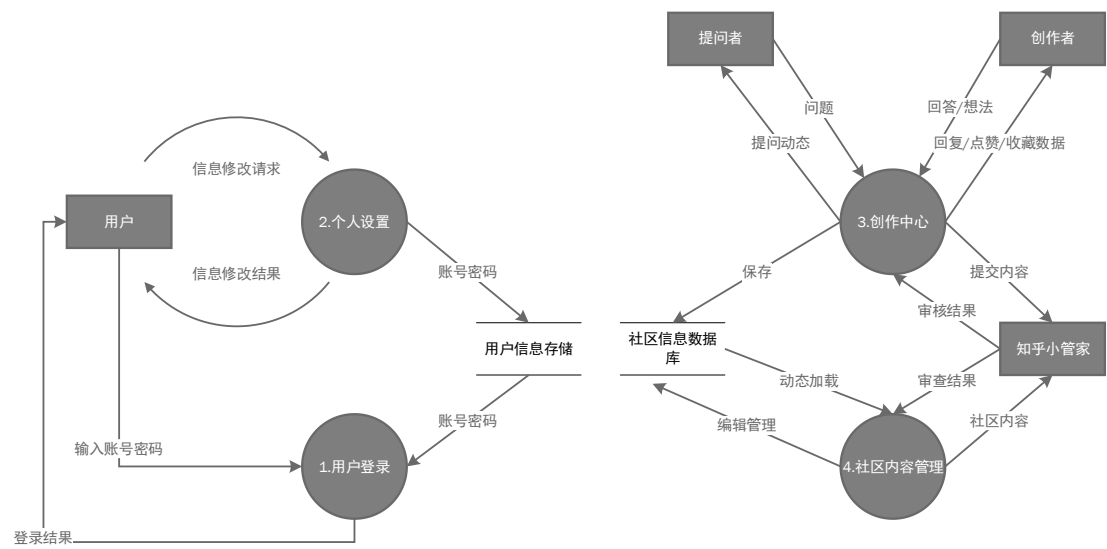 提问者
创作者
问题
回答/想法
提问动态
回复/点赞/收藏数据
信息修改请求
用户
2.个人设置
3.创作中心
信息修改结果
账号密码
保存
提交内容
审核结果
用户信息存储
社区信息数据
库
知乎小管家
动态加载
审查结果
账号密码
编辑管理
社区内容
输入账号密码
1.用户登录
4.社区内容管理
登录结果